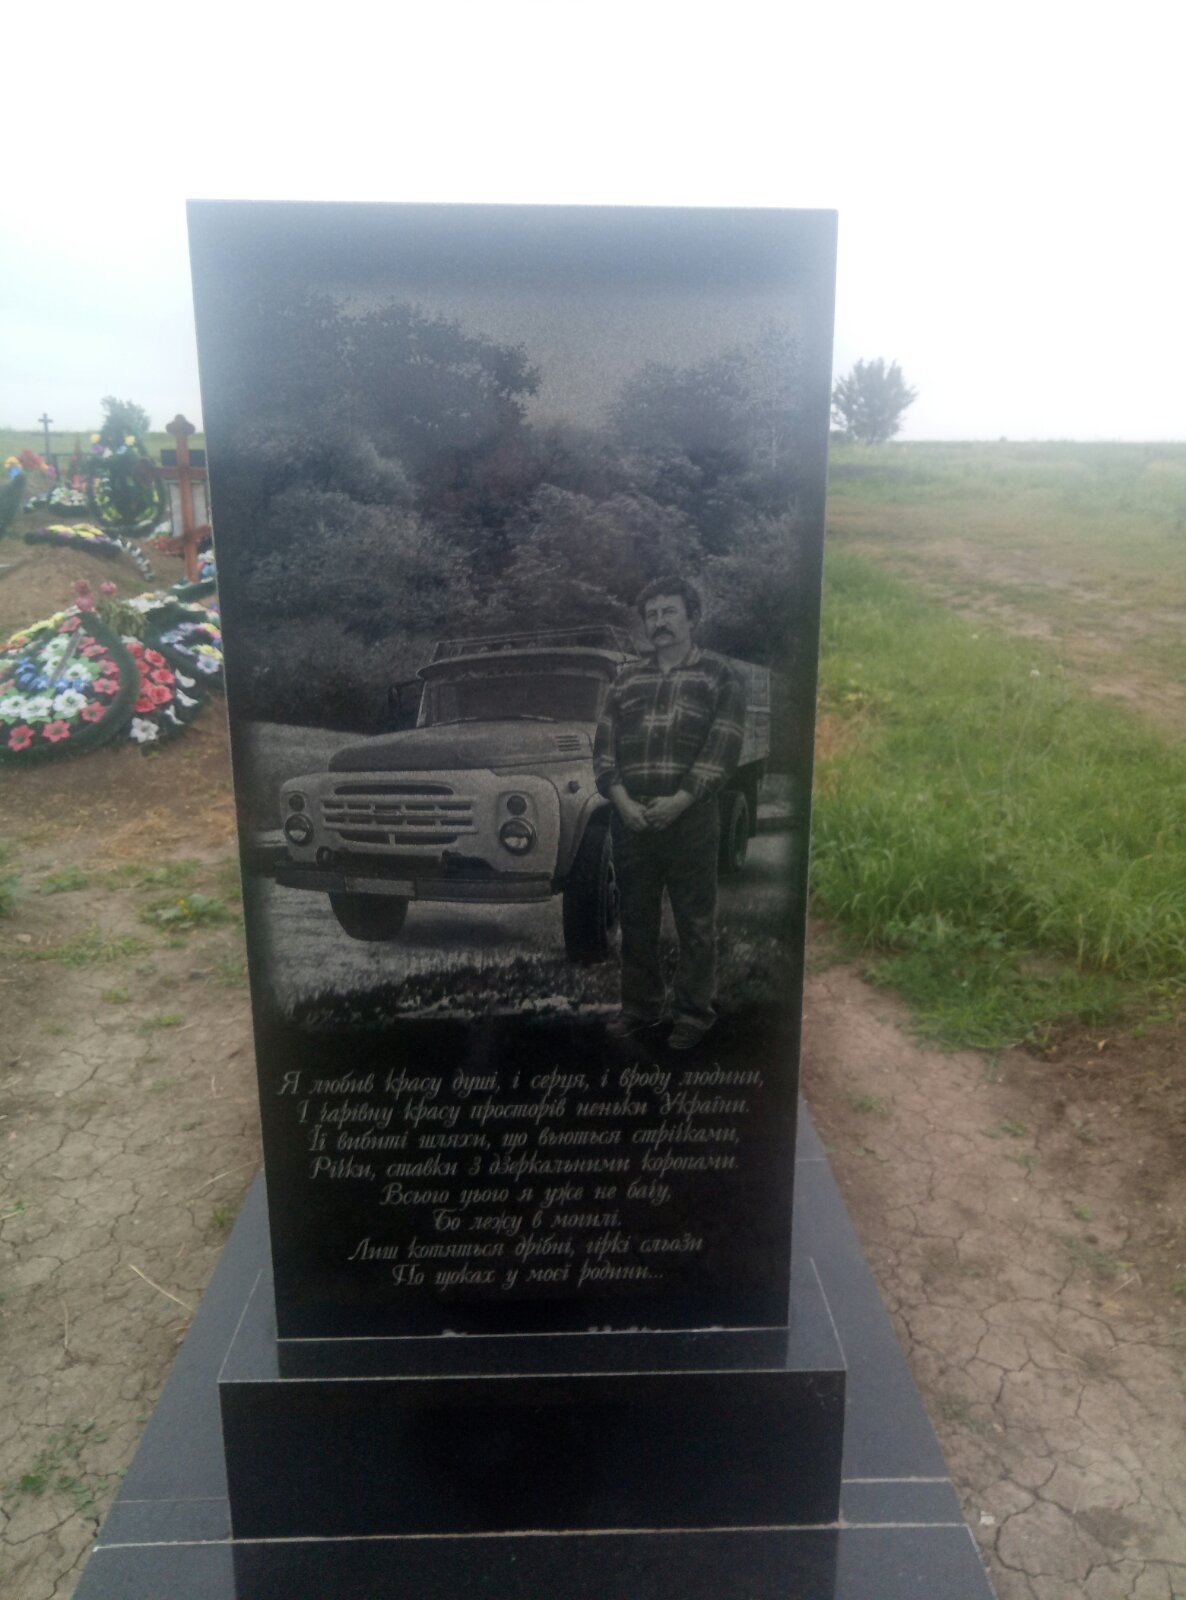 Я любив красу душі, і серця, і вроду людини,
І чарівну красу просторів неньки України.
Її вибиті шляхи, що вьються стрічками,
Річки, ставки з дзеркальними коропами.
Всього цього я уже не бачу,
Бо лежу в могилі.
Лиш котяться дрібні, гіркі сльози
По щоках у моєї родини...